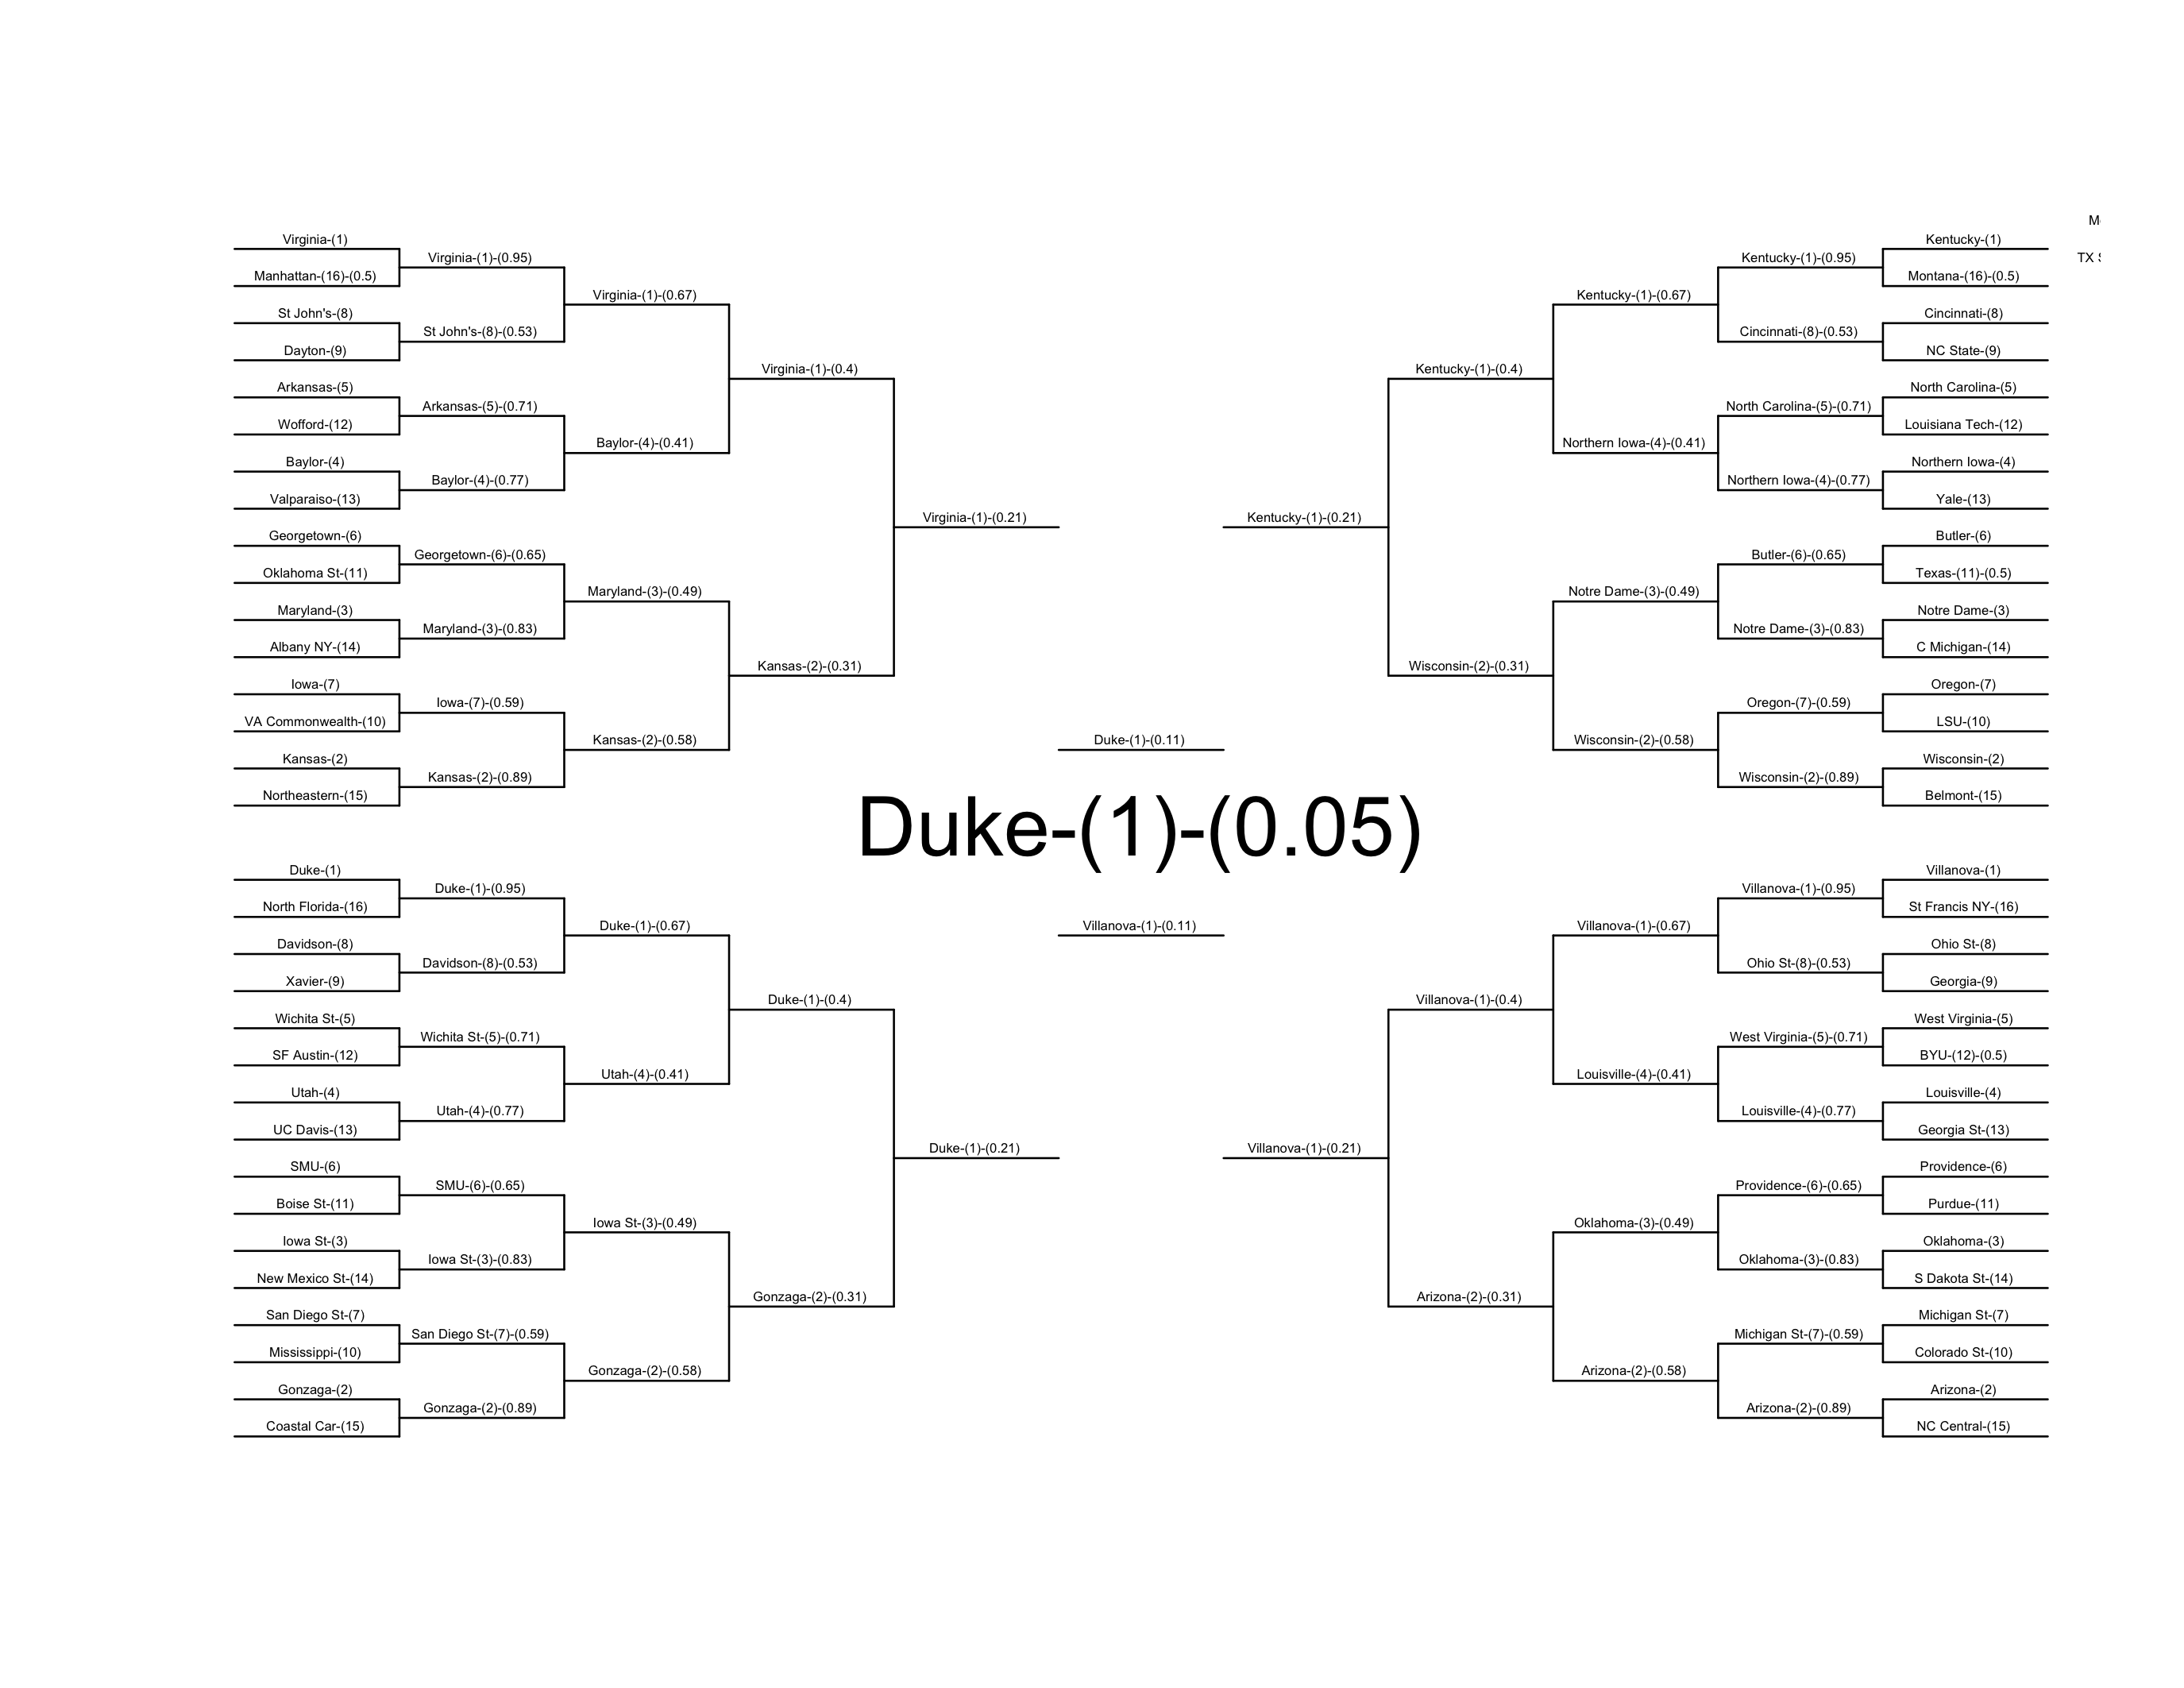 Virginia-(1)
Manhattan-(16)-(0.5)
St John's-(8)
Dayton-(9)
Arkansas-(5)
Wofford-(12)
Baylor-(4)
Valparaiso-(13)
Georgetown-(6)
Oklahoma St-(11)
Maryland-(3)
Albany NY-(14)
Iowa-(7)
VA Commonwealth-(10)
Kansas-(2)
Northeastern-(15)
Virginia-(1)-(0.95)
St John's-(8)-(0.53)
Arkansas-(5)-(0.71)
Baylor-(4)-(0.77)
Georgetown-(6)-(0.65)
Maryland-(3)-(0.83)
Iowa-(7)-(0.59)
Kansas-(2)-(0.89)
Virginia-(1)-(0.67)
Baylor-(4)-(0.41)
Maryland-(3)-(0.49)
Kansas-(2)-(0.58)
Virginia-(1)-(0.4)
Kansas-(2)-(0.31)
Virginia-(1)-(0.21)
Duke-(1)
North Florida-(16)
Davidson-(8)
Xavier-(9)
Wichita St-(5)
SF Austin-(12)
Utah-(4)
UC Davis-(13)
SMU-(6)
Boise St-(11)
Iowa St-(3)
New Mexico St-(14)
San Diego St-(7)
Mississippi-(10)
Gonzaga-(2)
Coastal Car-(15)
Duke-(1)-(0.95)
Davidson-(8)-(0.53)
Wichita St-(5)-(0.71)
Utah-(4)-(0.77)
SMU-(6)-(0.65)
Iowa St-(3)-(0.83)
San Diego St-(7)-(0.59)
Gonzaga-(2)-(0.89)
Duke-(1)-(0.67)
Utah-(4)-(0.41)
Iowa St-(3)-(0.49)
Gonzaga-(2)-(0.58)
Duke-(1)-(0.4)
Gonzaga-(2)-(0.31)
Duke-(1)-(0.21)
Duke-(1)-(0.11)
Duke-(1)-(0.05)
Villanova-(1)-(0.11)
Kentucky-(1)-(0.21)
Kentucky-(1)-(0.4)
Wisconsin-(2)-(0.31)
Kentucky-(1)-(0.67)
Northern Iowa-(4)-(0.41)
Notre Dame-(3)-(0.49)
Wisconsin-(2)-(0.58)
Kentucky-(1)-(0.95)
Cincinnati-(8)-(0.53)
North Carolina-(5)-(0.71)
Northern Iowa-(4)-(0.77)
Butler-(6)-(0.65)
Notre Dame-(3)-(0.83)
Oregon-(7)-(0.59)
Wisconsin-(2)-(0.89)
Kentucky-(1)
Montana-(16)-(0.5)
Cincinnati-(8)
NC State-(9)
North Carolina-(5)
Louisiana Tech-(12)
Northern Iowa-(4)
Yale-(13)
Butler-(6)
Texas-(11)-(0.5)
Notre Dame-(3)
C Michigan-(14)
Oregon-(7)
LSU-(10)
Wisconsin-(2)
Belmont-(15)
TX
Villanova-(1)-(0.21)
Villanova-(1)-(0.4)
Arizona-(2)-(0.31)
Villanova-(1)-(0.67)
Louisville-(4)-(0.41)
Oklahoma-(3)-(0.49)
Arizona-(2)-(0.58)
Villanova-(1)-(0.95)
Ohio St-(8)-(0.53)
West Virginia-(5)-(0.71)
Louisville-(4)-(0.77)
Providence-(6)-(0.65)
Oklahoma-(3)-(0.83)
Michigan St-(7)-(0.59)
Arizona-(2)-(0.89)
Villanova-(1)
St Francis NY-(16)
Ohio St-(8)
Georgia-(9)
West Virginia-(5)
BYU-(12)-(0.5)
Louisville-(4)
Georgia St-(13)
Providence-(6)
Purdue-(11)
Oklahoma-(3)
S Dakota St-(14)
Michigan St-(7)
Colorado St-(10)
Arizona-(2)
NC Central-(15)